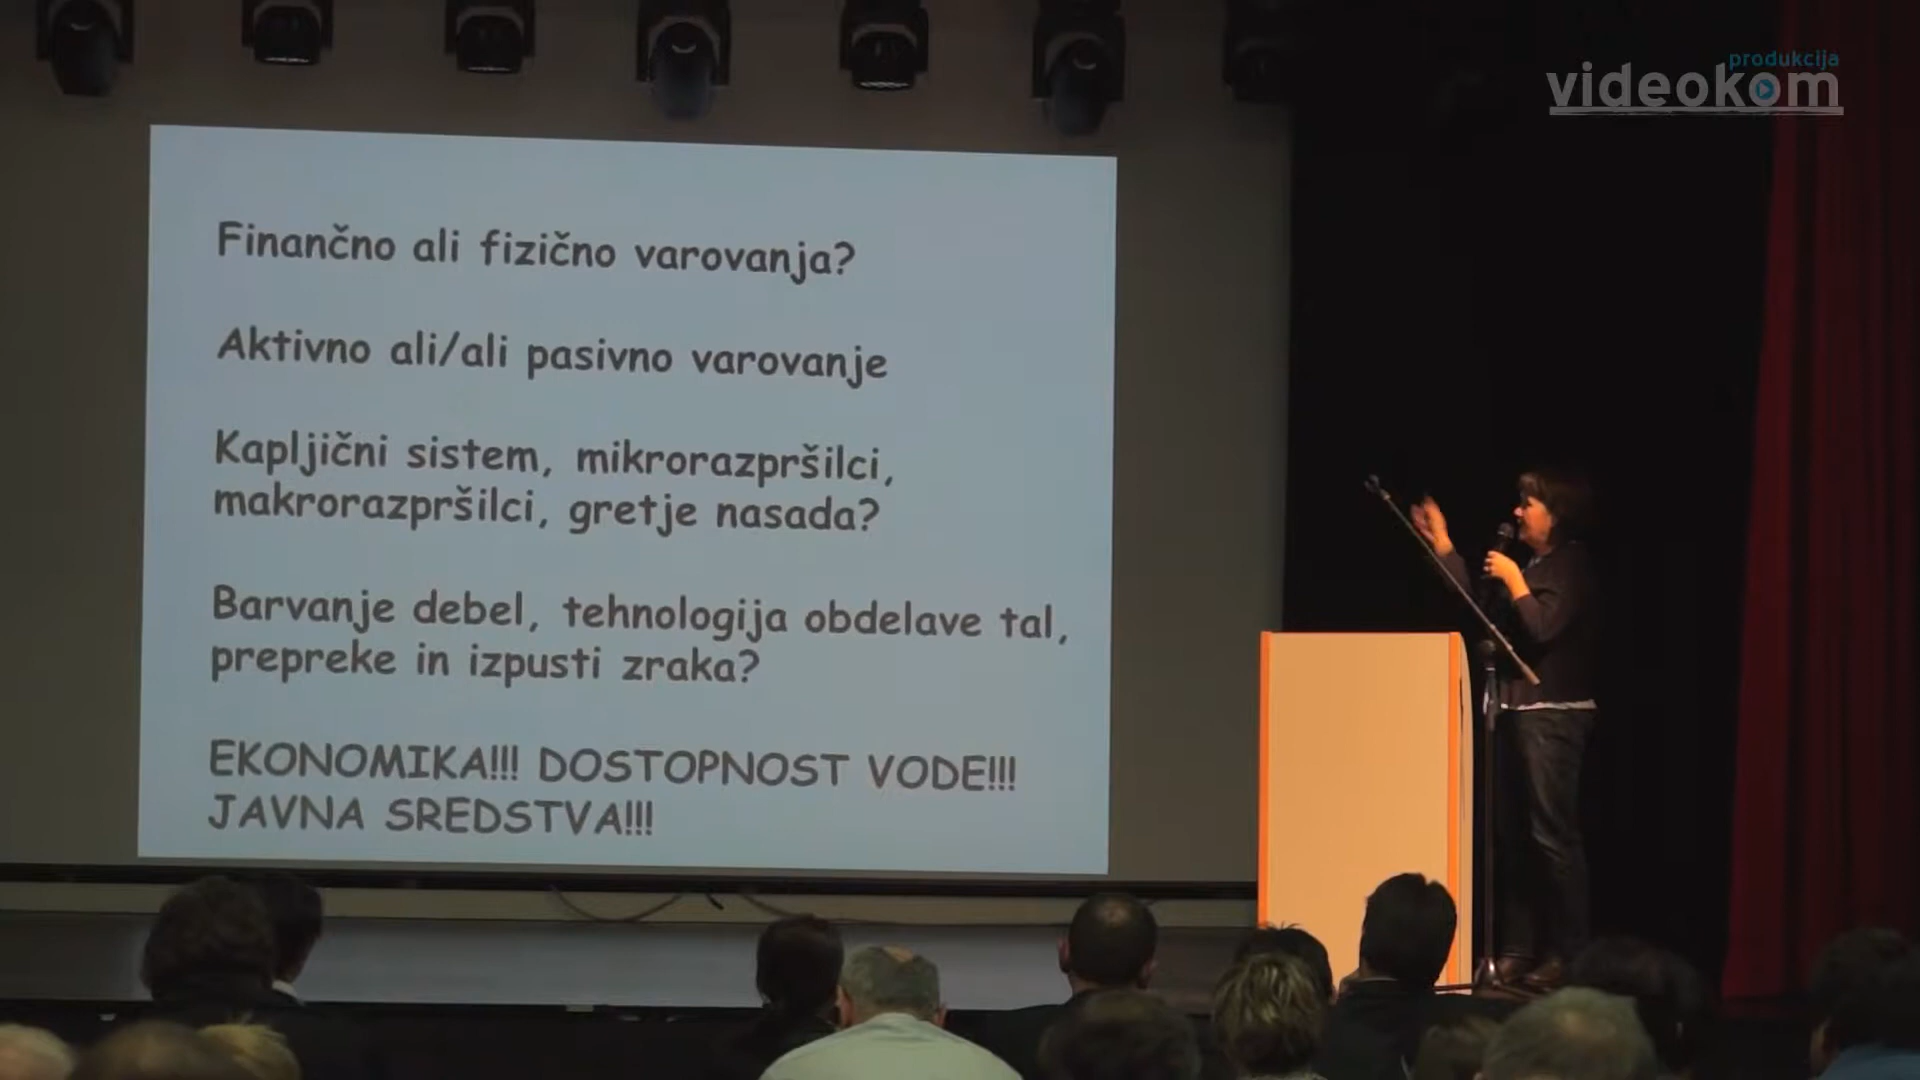 produkcija
videokom
Finančno ali fizično varovanja?
Aktivno ali/ali pasivno varovanje
Kapljični sistem, mikrorazpršilci,
makrorazpršilci, gretje nasada?
Barvanje debel, tehnologija obdelave tal,
prepreke in izpusti zraka?
EKONOMIKA!!! DOSTOPNOST VODE!!!
JAVNA SREDSTVA!!!